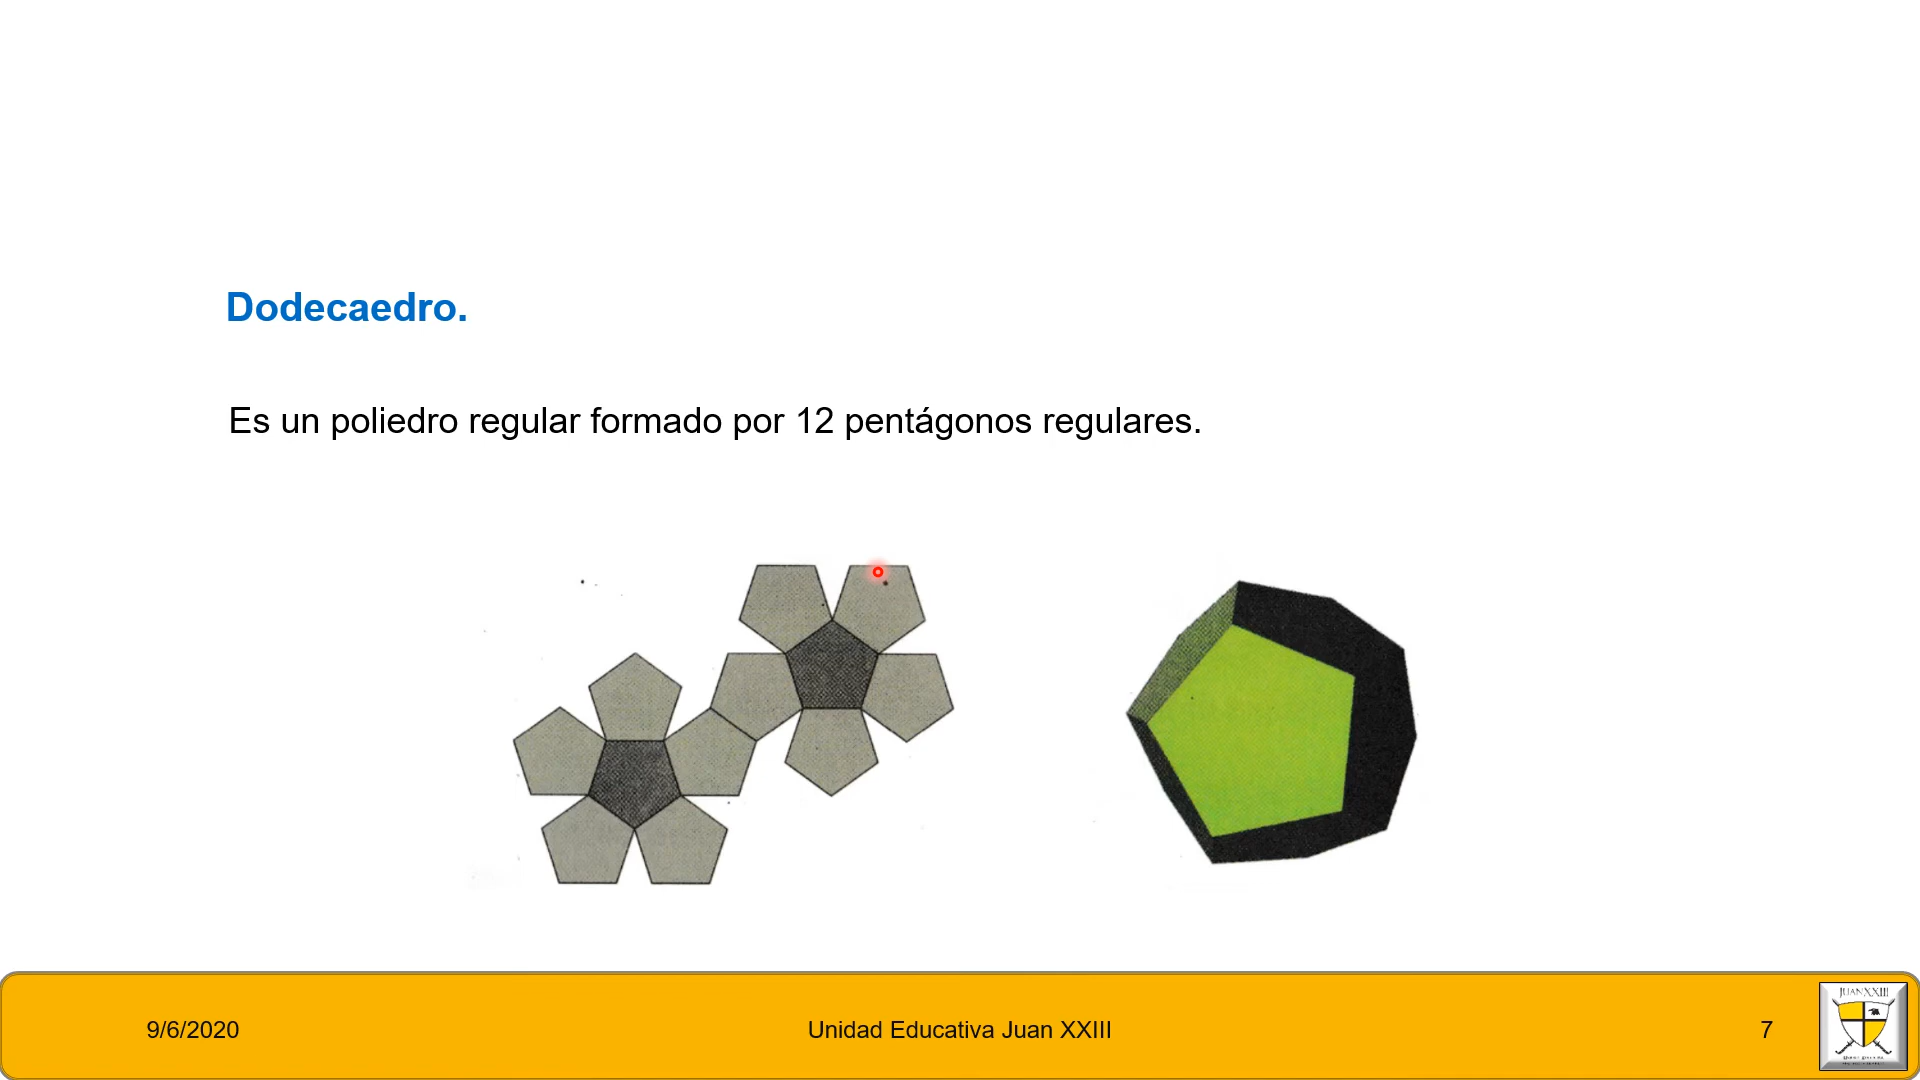 Dodecaedro.
Es un poliedro regular formado por 12 pentágonos regulares.
9/6/2020
Unidad Educativa Juan XXIII
7
JUAN XXIII